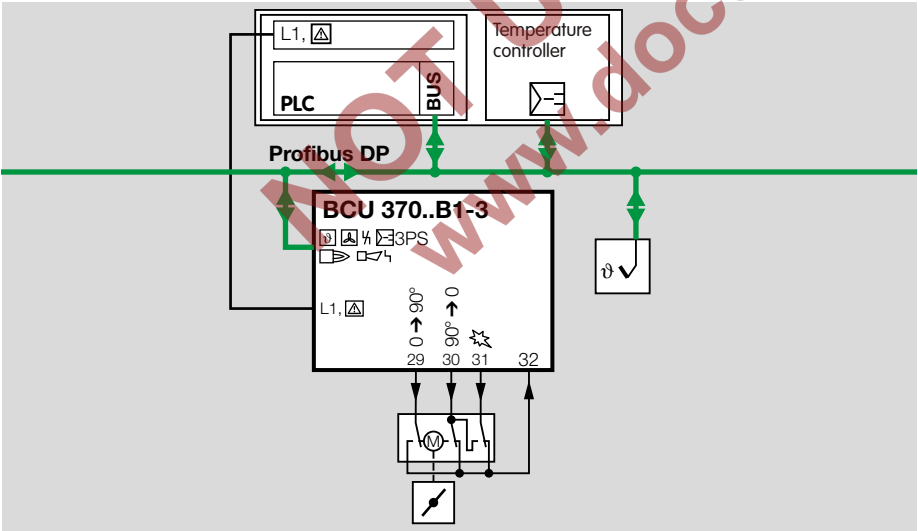 L1,
Temperature
controller
PLC
BUS
Profibus DP
NOT U
www.doc
BCU 370..B1-3
ϑ
3PS
L1,
0 → 90°
90° → 0
29 30 31 32
M
ϑ